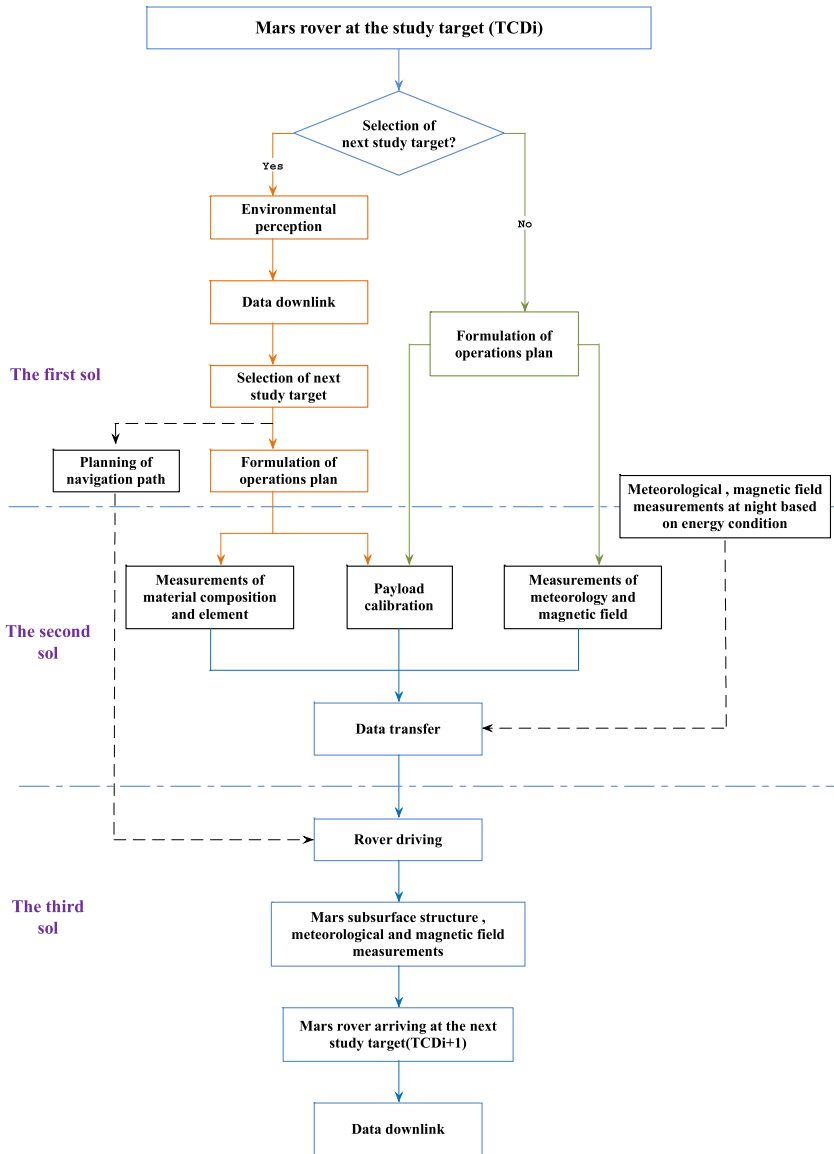 Mars rover at the study target (TCDi)
Selection of
next study target?
Yes
No
Environmental
perception
Data downlink
Formulation of
operations plan
The first sol
Selection of next
study target
Planning of
navigation path
Formulation of
operations plan
Meteorological , magnetic field
measurements at night based
on energy condition
The second
sol
Measurements of
material composition
and element
Payload
calibration
Measurements of
meteorology and
magnetic field
Data transfer
Rover driving
The third
sol
Mars subsurface structure ,
meteorological and magnetic field
measurements
Mars rover arriving at the next
study target(TCDi+1)
Data downlink